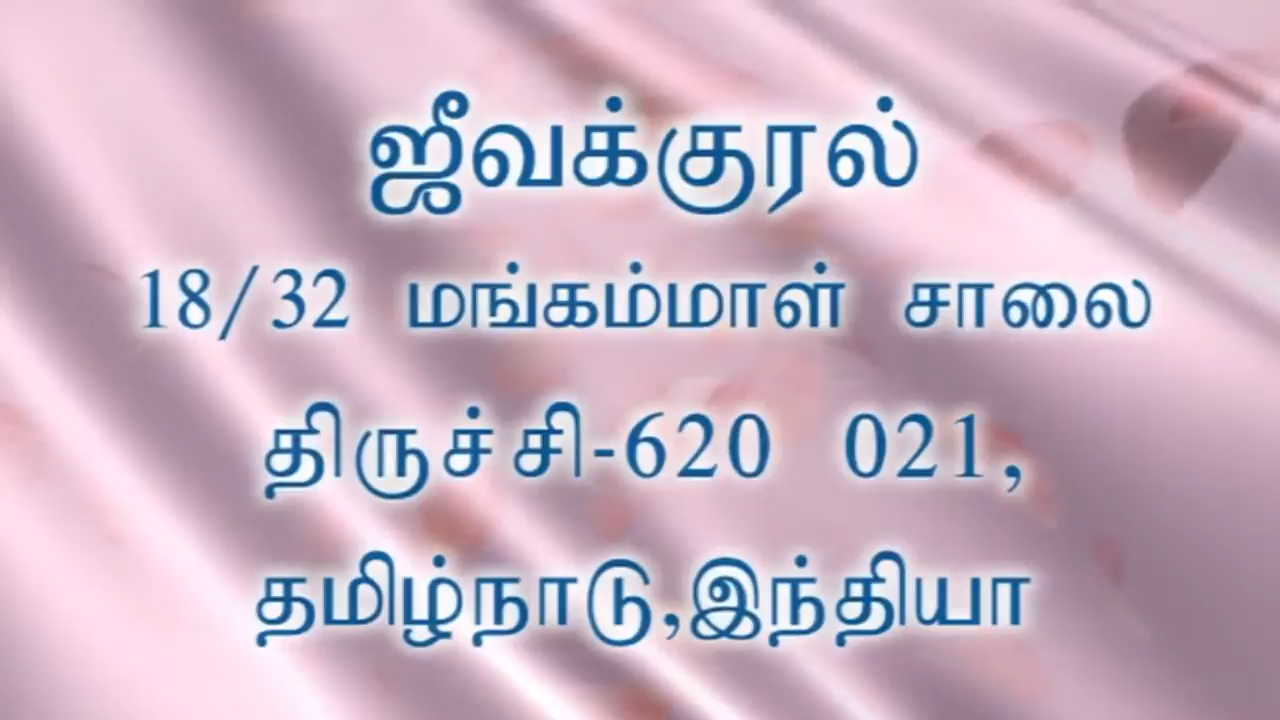 ஜீவக்குரல்
18/32 மங்கம்மாள் சாலை
திருச்சி-620 021,
தமிழ்நாடு,இந்தியா